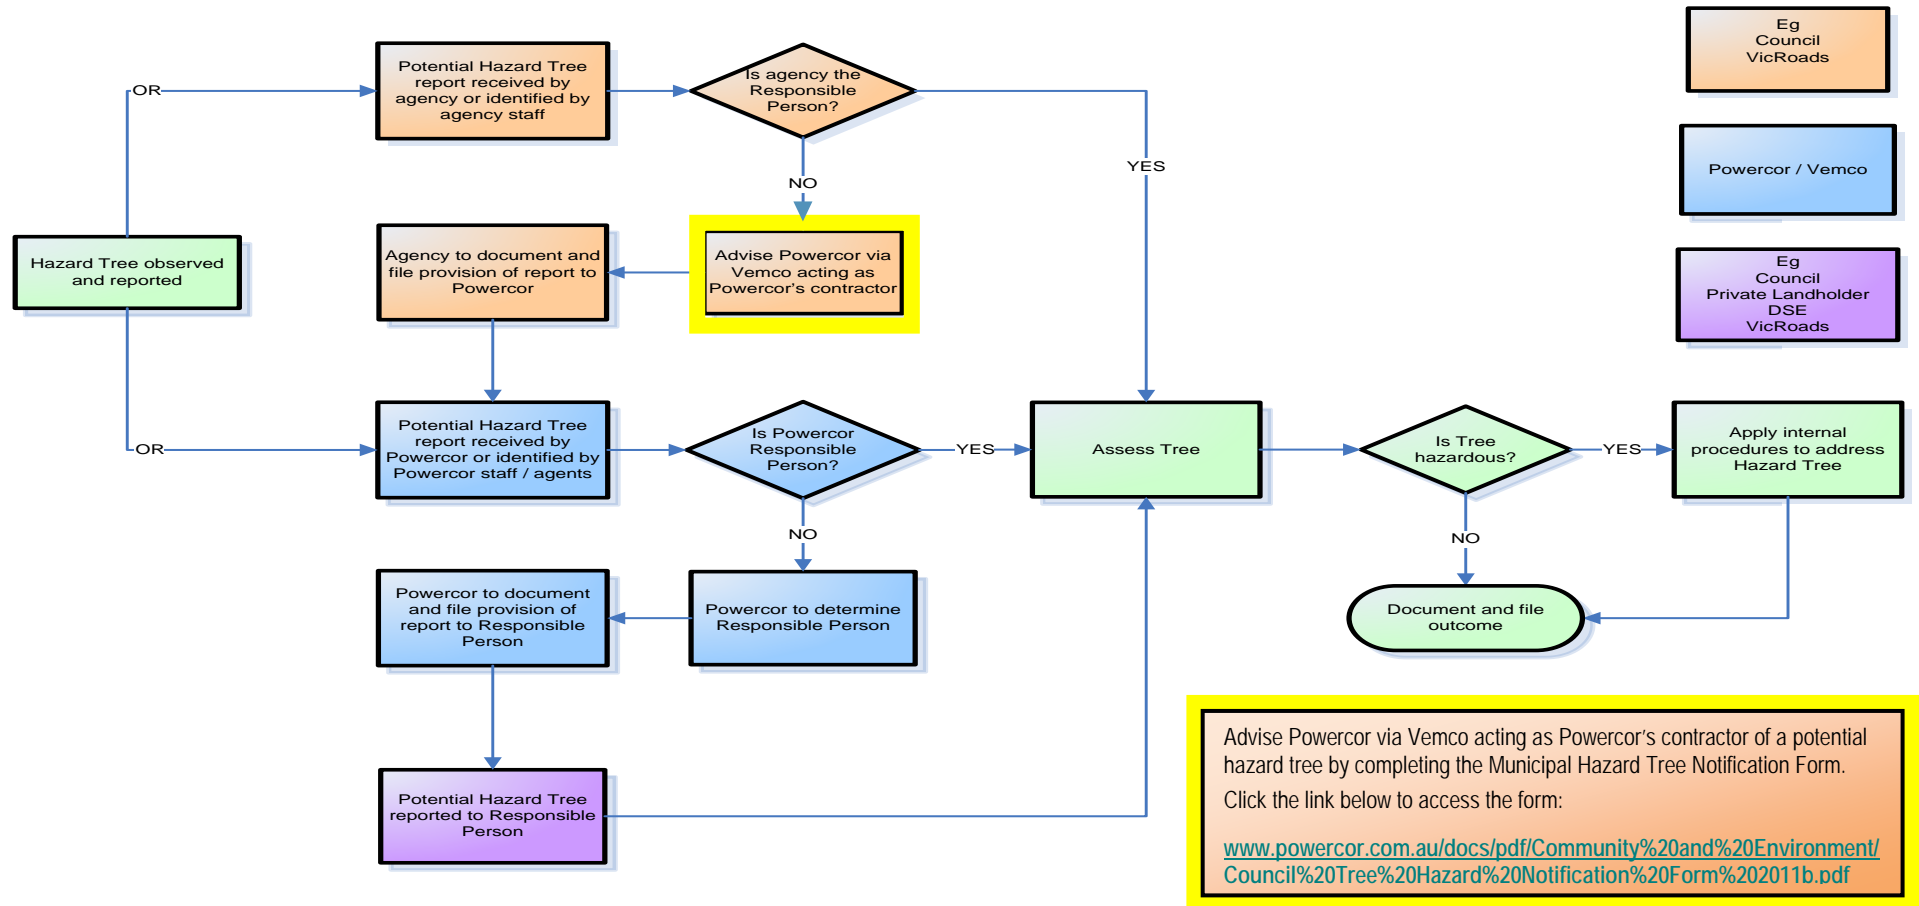 OR
Potential Hazard Tree
report received by
agency or identified by
agency staff
Is agency the
Responsible
Person?
YES
NO
Hazard Tree observed
and reported
Agency to document and
file provision of report to
Powercor
Advise Powercor via
Vemco acting as
Powercor's contractor
OR
Potential Hazard Tree
report received by
Powercor or identified by
Powercor staff / agents
Is Powercor
Responsible
Person?
YES
Assess Tree
Is Tree
hazardous?
YES
Apply internal
procedures to address
Hazard Tree
NO
NO
Powercor to document
and file provision of
report to Responsible
Person
Powercor to determine
Responsible Person
Document and file
outcome
Potential Hazard Tree
reported to Responsible
Person
Eg
Council
VicRoads
Powercor / Vemco
Eg
Council
Private Landholder
DSE
VicRoads
Advise Powercor via Vemco acting as Powercor's contractor of a potential
hazard tree by completing the Municipal Hazard Tree Notification Form.
Click the link below to access the form:
www.powercor.com.au/docs/pdf/Community%20and%20Environment/
Council%20Tree%20Hazard%20Notification%20Form%202011b.pdf